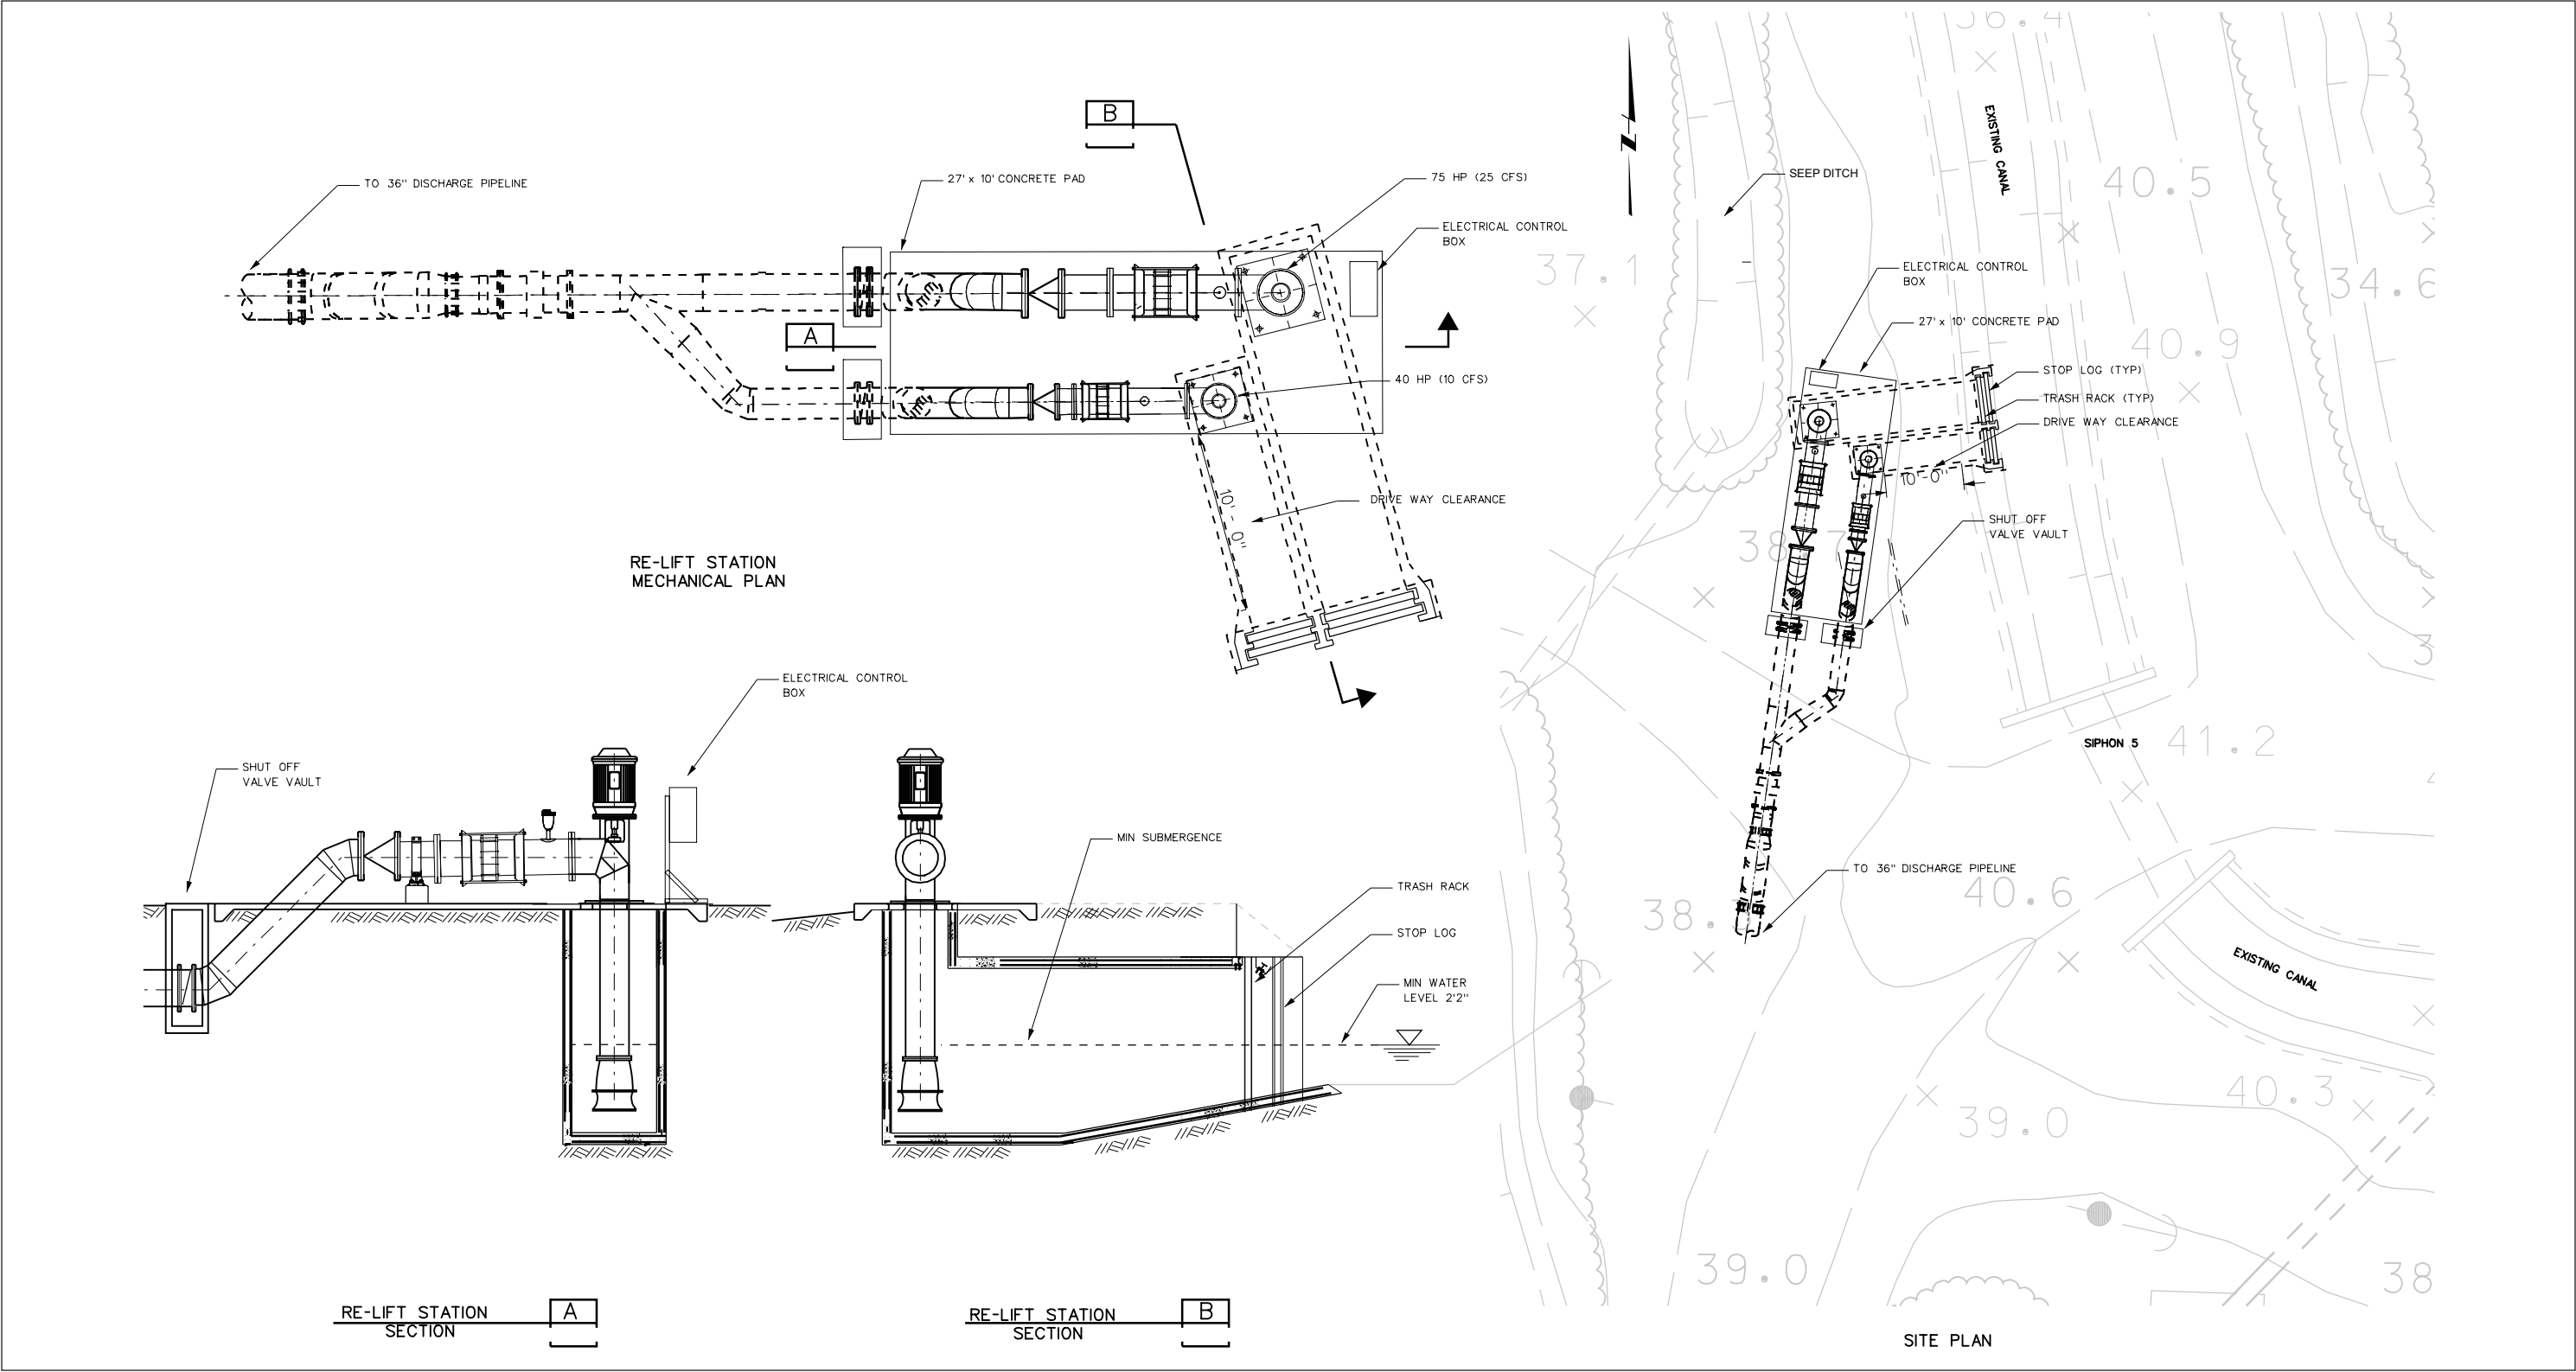 B
TO 36" DISCHARGE PIPELINE
27' x 10' CONCRETE PAD
75 HP (25 CFS)
ELECTRICAL CONTROL
BOX
A
40 HP (10 CFS)
10' - 0"
DRIVE WAY CLEARANCE
RE-LIFT STATION
MECHANICAL PLAN
ELECTRICAL CONTROL
BOX
SHUT OFF
VALVE VAULT
MIN SUBMERGENCE
TRASH RACK
STOP LOG
MIN WATER
LEVEL 2'2"
RE-LIFT STATION
SECTION
A
RE-LIFT STATION
SECTION
B
N
36.4
EXISTING CANAL
SEEP DITCH
40.5
37.1
34.6
ELECTRICAL CONTROL
BOX
27' x 10' CONCRETE PAD
40.9
STOP LOG (TYP)
TRASH RACK (TYP)
DRIVE WAY CLEARANCE
10'-0"
SHUT OFF
VALVE VAULT
38.7
SIPHON 5
41.2
TO 36" DISCHARGE PIPELINE
40.6
EXISTING CANAL
40.3
39.0
39.0
38
SITE PLAN